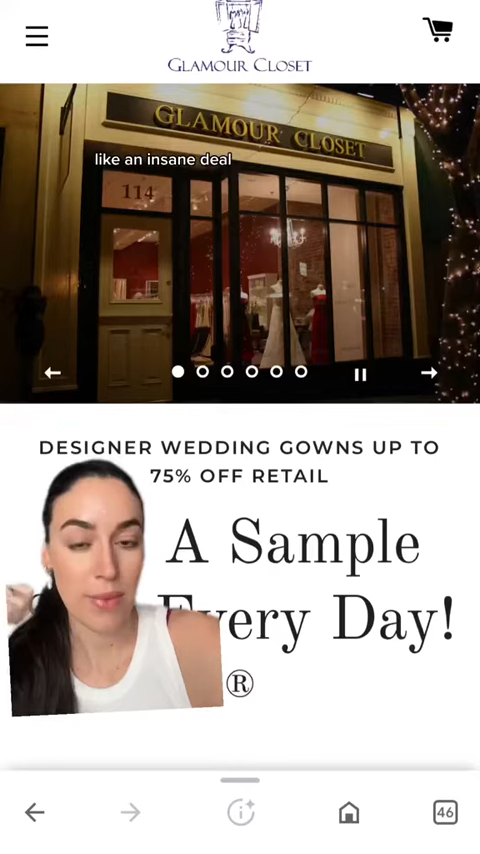 GLAMOUR CLOSET
GLAMOUR CLOSET
like an insane deal
114
DESIGNER WEDDING GOWNS UP TO
75% OFF RETAIL
A Sample
Every Day!
®
46